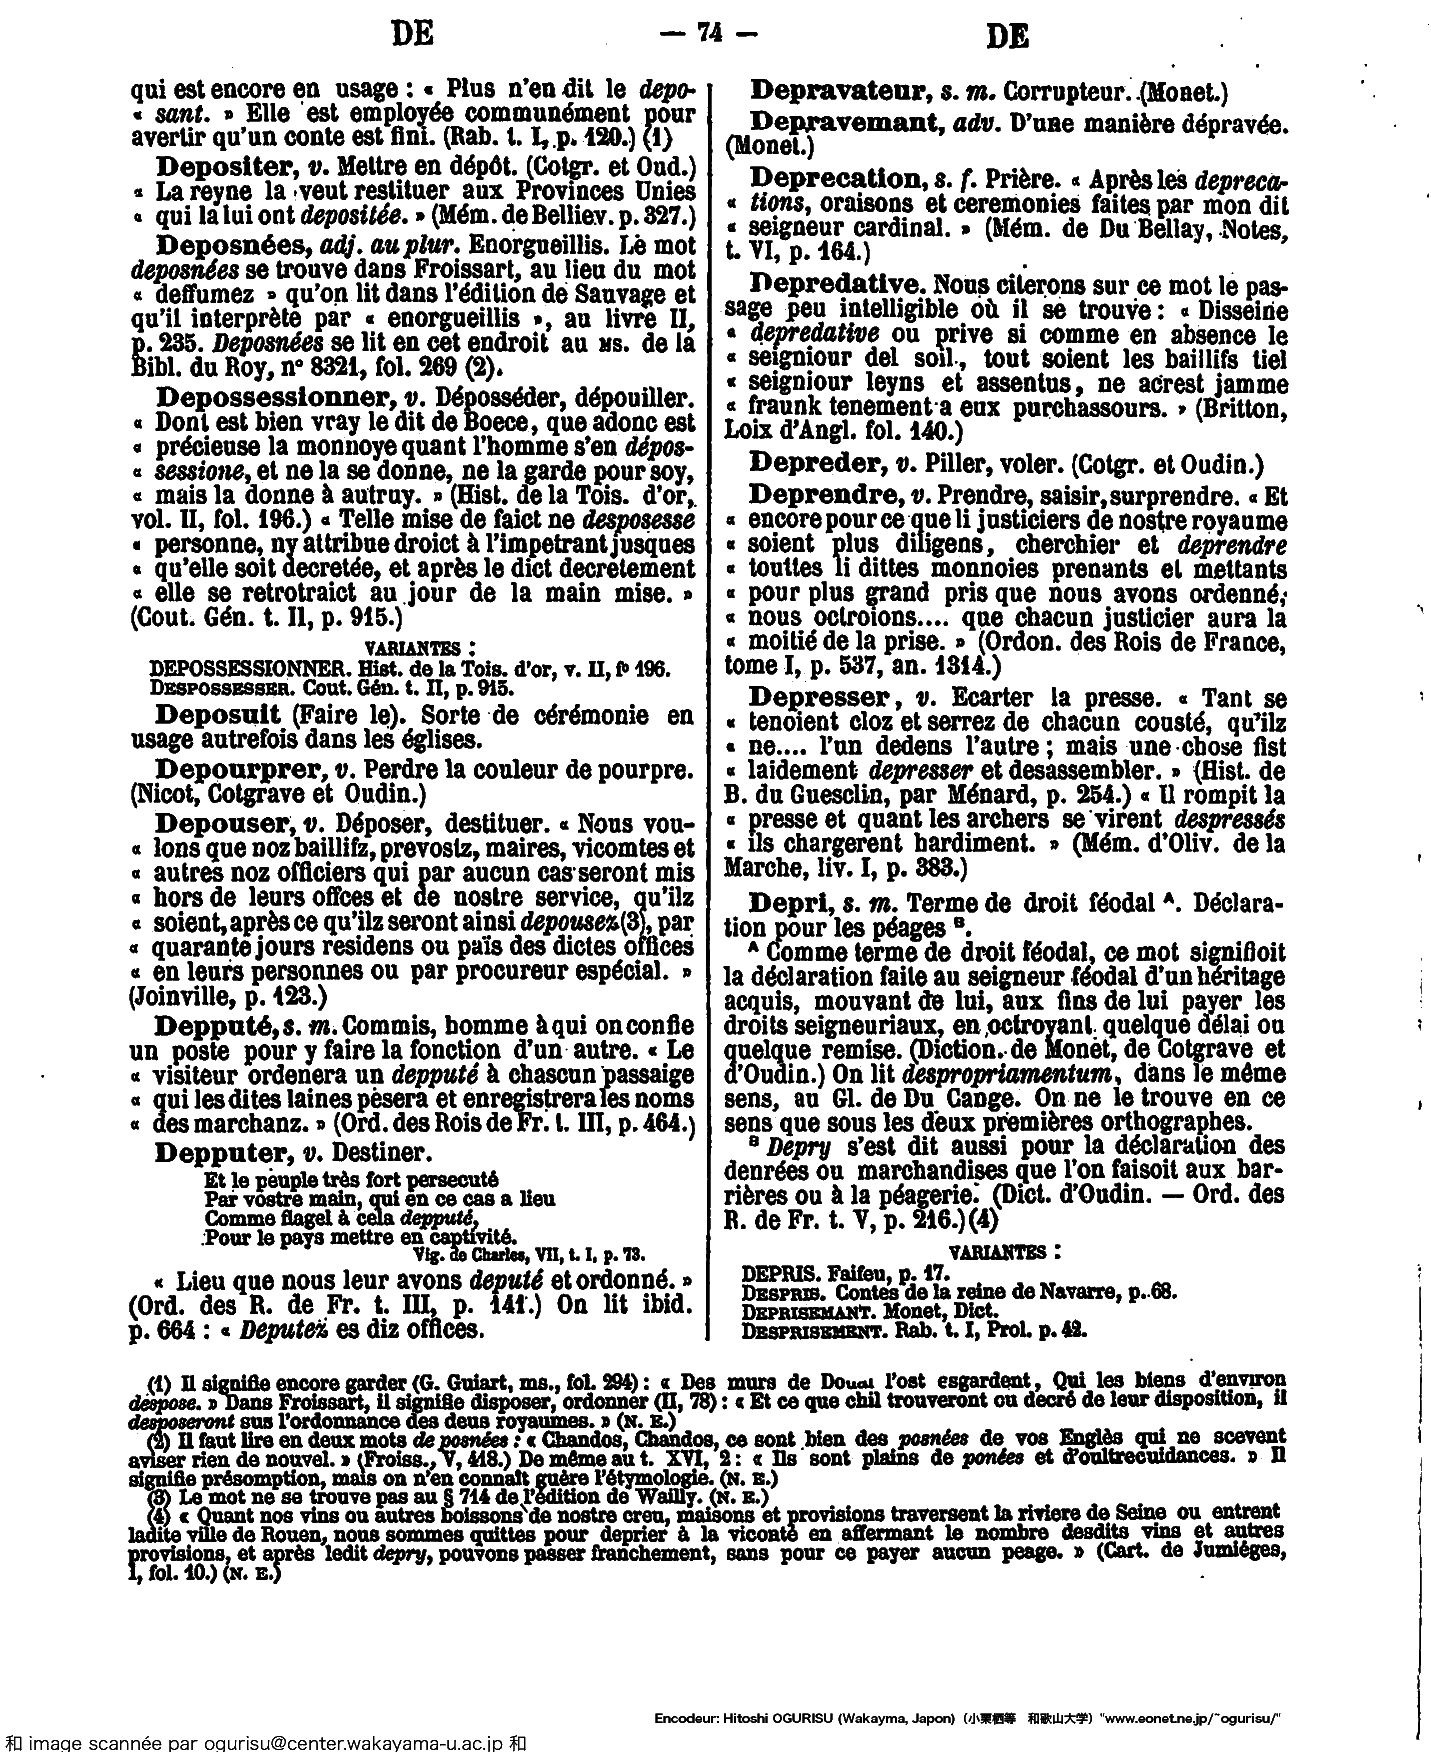 DE
— 74 —
DE
qui est encore en usage : « Plus n'en dit le depo-
« sant. » Elle est employée communément pour
avertir qu'un conte est fini. (Rab. t. I, p. 120.) (1)
Depositer, v. Mettre en dépôt. (Cotgr. et Oud.)
« La reyne la veut restituer aux Provinces Unies
« qui la lui ont depositée. » (Mém. de Belliev. p. 327.)
Deposnées, adj. au plur. Enorgueillis. Le mot
deposnées se trouve dans Froissart, au lieu du mot
« deffumez » qu'on lit dans l'édition de Sauvage et
qu'il interprète par « enorgueillis », au livre II,
p. 235. Deposnées se lit en cet endroit au MS. de la
Bibl. du Roy, n° 8321, fol. 269 (2).
Depossessionner, v. Déposséder, dépouiller.
« Dont est bien vray le dit de Boece, que adonc est
« précieuse la monnoye quant l'homme s'en dépos-
« sessione, et ne la se donne, ne la garde pour soy,
« mais la donne à autruy. » (Hist. de la Tois. d'or,
vol. II, fol. 196.) « Telle mise de faict ne desposesse
« personne, ny attribue droict à l'impetrant jusques
« qu'elle soit decretée, et après le dict decretement
« elle se retrotraict au jour de la main mise. »
(Cout. Gén. t. II, p. 915.)
VARIANTES :
DEPOSSESSIONNER. Hist. de la Tois. d'or, v. II, f° 196.
DESPOSSESSER. Cout. Gén. t. II, p. 915.
Deposuit (Faire le). Sorte de cérémonie en
usage autrefois dans les églises.
Depourprer, v. Perdre la couleur de pourpre.
(Nicot, Cotgrave et Oudin.)
Depouser, v. Déposer, destituer. « Nous vou-
« lons que noz baillifz, prevostz, maires, vicomtes et
« autres noz officiers qui par aucun cas seront mis
« hors de leurs offces et de nostre service, qu'ilz
« soient, après ce qu'ilz seront ainsi depousez (3), par
« quarante jours residens ou païs des dictes offices
« en leurs personnes ou par procureur espécial. »
(Joinville, p. 123.)
Depputé, s. m. Commis, homme à qui on confie
un poste pour y faire la fonction d'un autre. « Le
« visiteur ordenera un depputé à chascun passaige
« qui les dites laines pèsera et enregistrera les noms
« des marchanz. » (Ord. des Rois de Fr. t. III, p. 464.)
Depputer, v. Destiner.
Et le peuple très fort persecuté
Par vostre main, qui en ce cas a lieu
Comme flagel à cela depputé,
Pour le pays mettre en captivité.
Vig. de Charles, VII, t. I, p. 73.
« Lieu que nous leur avons deputé et ordonné. »
(Ord. des R. de Fr. t. III, p. 141.) On lit ibid.
p. 664 : « Deputez es diz offices.
Depravateur, s. m. Corrupteur. (Monet.)
Depravemant, adv. D'une manière dépravée.
(Monet.)
Deprecation, s. f. Prière. « Après les depreca-
« tions, oraisons et ceremonies faites par mon dit
« seigneur cardinal. » (Mém. de Du Bellay, Notes,
t. VI, p. 164.)
Depredative. Nous citerons sur ce mot le pas-
sage peu intelligible où il se trouve : « Disseine
« depredative ou prive si comme en absence le
« seigniour del soil, tout soient les baillifs tiel
« seigniour leyns et assentus, ne acrest jamme
« fraunk tenement a eux purchassours. » (Britton,
Loix d'Angl. fol. 140.)
Depreder, v. Piller, voler. (Cotgr. et Oudin.)
Deprendre, v. Prendre, saisir, surprendre. « Et
« encore pour ce que li justiciers de nostre royaume
« soient plus diligens, cherchier et deprendre
« touttes li dittes monnoies prenants et mettants
« pour plus grand pris que nous avons ordenné,
« nous octroions.... que chacun justicier aura la
« moitié de la prise. » (Ordon. des Rois de France,
tome I, p. 537, an. 1314.)
Depresser, v. Ecarter la presse. « Tant se
« tenoient cloz et serrez de chacun cousté, qu'ilz
« ne.... l'un dedens l'autre ; mais une chose fist
« laidement depresser et desassembler. » (Hist. de
B. du Guesclin, par Ménard, p. 254.) « Il rompit la
« presse et quant les archers se virent despressés
« ils chargerent hardiment. » (Mém. d'Oliv. de la
Marche, liv. I, p. 383.)
Depri, s. m. Terme de droit féodal A. Déclara-
tion pour les péages B.
A Comme terme de droit féodal, ce mot signifioit
la déclaration faite au seigneur féodal d'un héritage
acquis, mouvant de lui, aux fins de lui payer les
droits seigneuriaux, en octroyant quelque délai ou
quelque remise. (Diction. de Monet, de Cotgrave et
d'Oudin.) On lit despropriamentum, dans le même
sens, au Gl. de Du Cange. On ne le trouve en ce
sens que sous les deux premières orthographes.
B Depry s'est dit aussi pour la déclaration des
denrées ou marchandises que l'on faisoit aux bar-
rières ou à la péagerie. (Dict. d'Oudin. — Ord. des
R. de Fr. t. V, p. 216.) (4)
VARIANTES :
DEPRIS. Faifeu, p. 17.
DESPRIS. Contes de la reine de Navarre, p. 68.
DEPRISEMANT. Monet, Dict.
DESPRISEMENT. Rab. t. I, Prol. p. 42.
(1) Il signifie encore garder (G. Guiart, ms., fol. 294) : « Des murs de Douai l'ost esgardent, Qui les biens d'environ
despose. » Dans Froissart, il signifie disposer, ordonner (II, 78) : « Et ce que chil trouveront ou decré de leur disposition, il
desposeront sus l'ordonnance des deus royaumes. » (N. E.)
(2) Il faut lire en deux mots de posnées : « Chandos, Chandos, ce sont bien des posnées de vos Englès qui ne scevent
aviser rien de nouvel. » (Froiss., V, 418.) De même au t. XVI, 2 : « Ils sont plains de ponées et d'oultrecuidances. » Il
signifie présomption, mais on n'en connaît guère l'étymologie. (N. E.)
(3) Le mot ne se trouve pas au § 714 de l'édition de Wailly. (N. E.)
(4) « Quant nos vins ou autres boissons de nostre creu, maisons et provisions traversent la riviere de Seine ou entrent
ladite ville de Rouen, nous sommes quittes pour deprier à la viconté en affermant le nombre desdits vins et autres
provisions, et après ledit depry, pouvons passer franchement, sans pour ce payer aucun peage. » (Cart. de Jumiéges,
I, fol. 10.) (N. E.)
Encodeur: Hitoshi OGURISU (Wakayma, Japon) (小栗栖等 和歌山大学) "www.eonet.ne.jp/~ogurisu/"
和 image scannée par ogurisu@center.wakayama-u.ac.jp 和